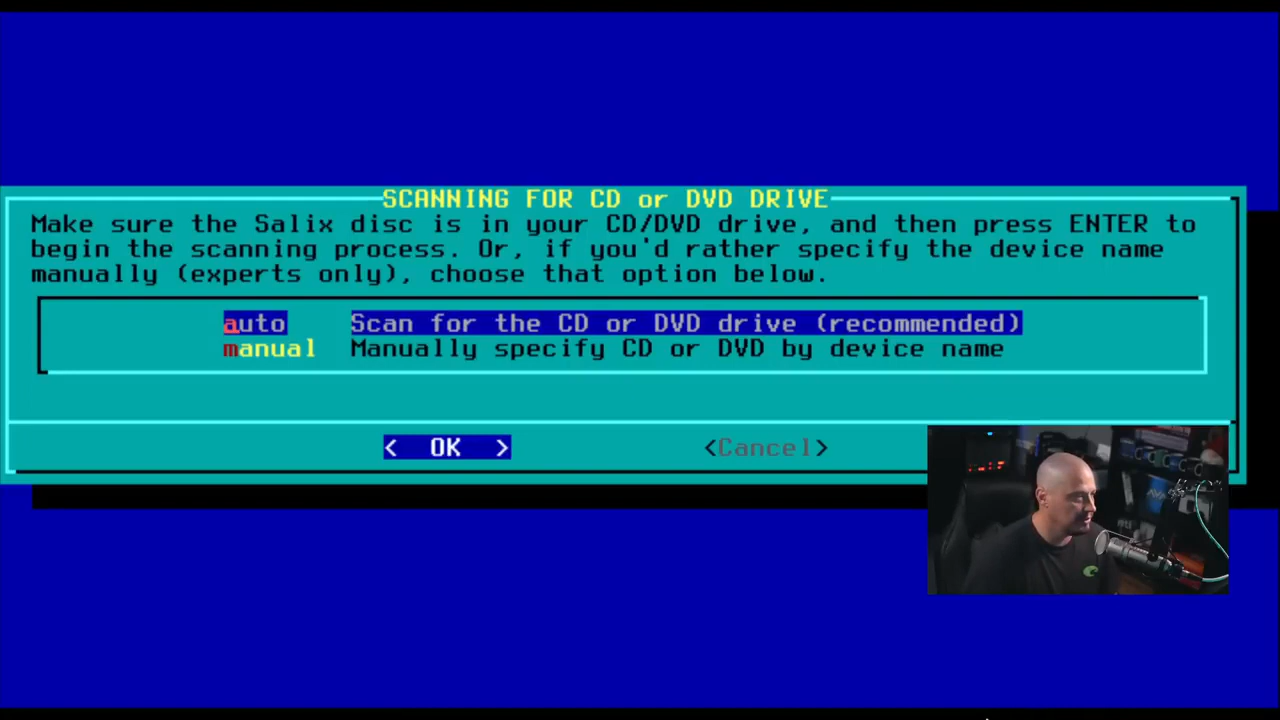 SCANNING FOR CD or DVD DRIVE
Make sure the Salix disc is in your CD/DVD drive, and then press ENTER to
begin the scanning process. Or, if you'd rather specify the device name
manually (experts only), choose that option below.
auto Scan for the CD or DVD drive (recommended)
manual Manually specify CD or DVD by device name
< OK > <Cancel>